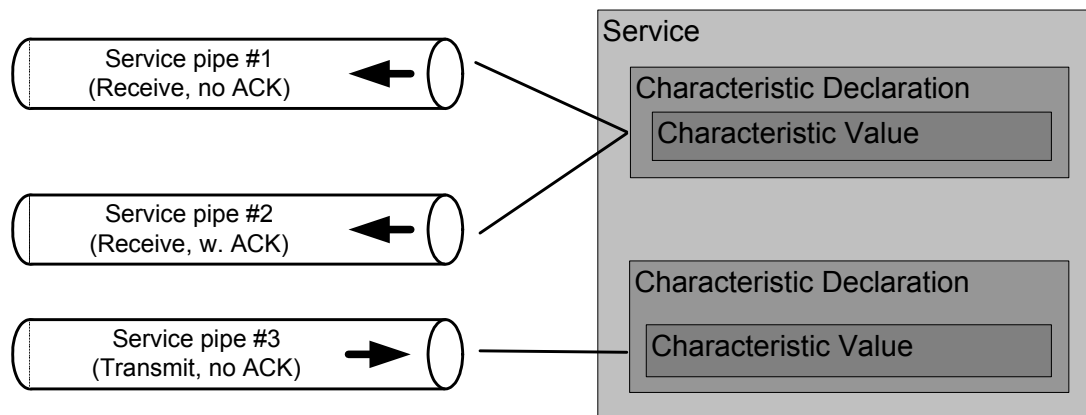 Service pipe #1
(Receive, no ACK)
Service pipe #2
(Receive, w. ACK)
Service pipe #3
(Transmit, no ACK)
Service
Characteristic Declaration
Characteristic Value
Characteristic Declaration
Characteristic Value